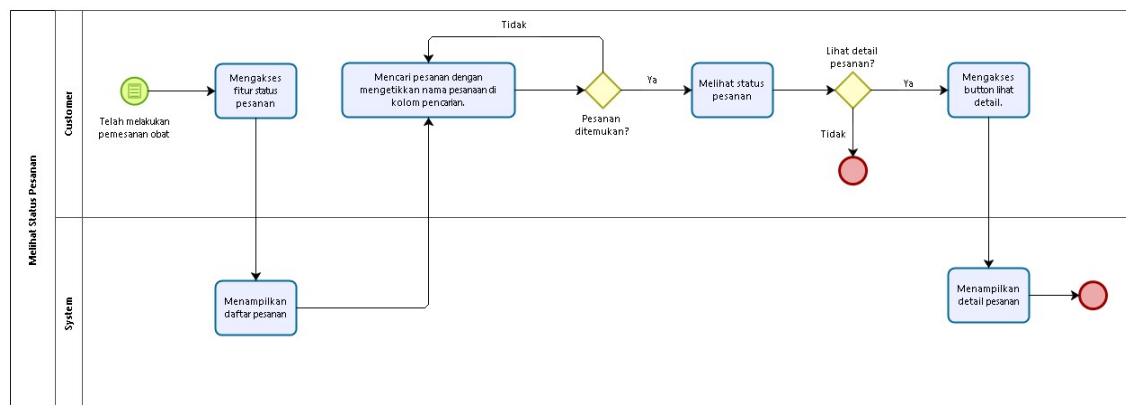 Melihat Status Pesanan
Customer
Telah melakukan
pemesanan obat
Mengakses
fitur status
pesanan
Mencari pesanan dengan
mengetikkan nama pesanaan di
kolom pencarian.
Tidak
Pesanan
ditemukan?
Ya
Melihat status
pesanan
Lihat detail
pesanan?
Tidak
Ya
Mengakses
button lihat
detail.
System
Menampilkan
daftar pesanan
Menampilkan
detail pesanan